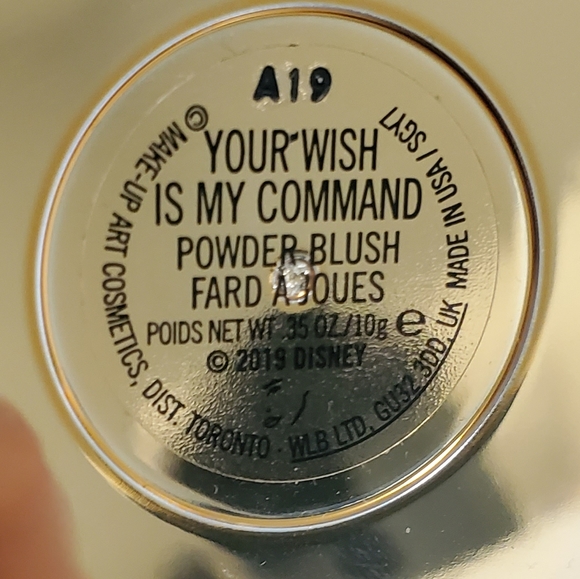 A19
YOUR WISH
IS MY COMMAND
POWDER BLUSH
FARD A JOUES
POIDS NET WT .35 OZ./10g e
© 2019 DISNEY
© MAKE-UP ART COSMETICS, DIST. TORONTO · WLB LTD, GU32 3DD, UK MADE IN USA / SGY7